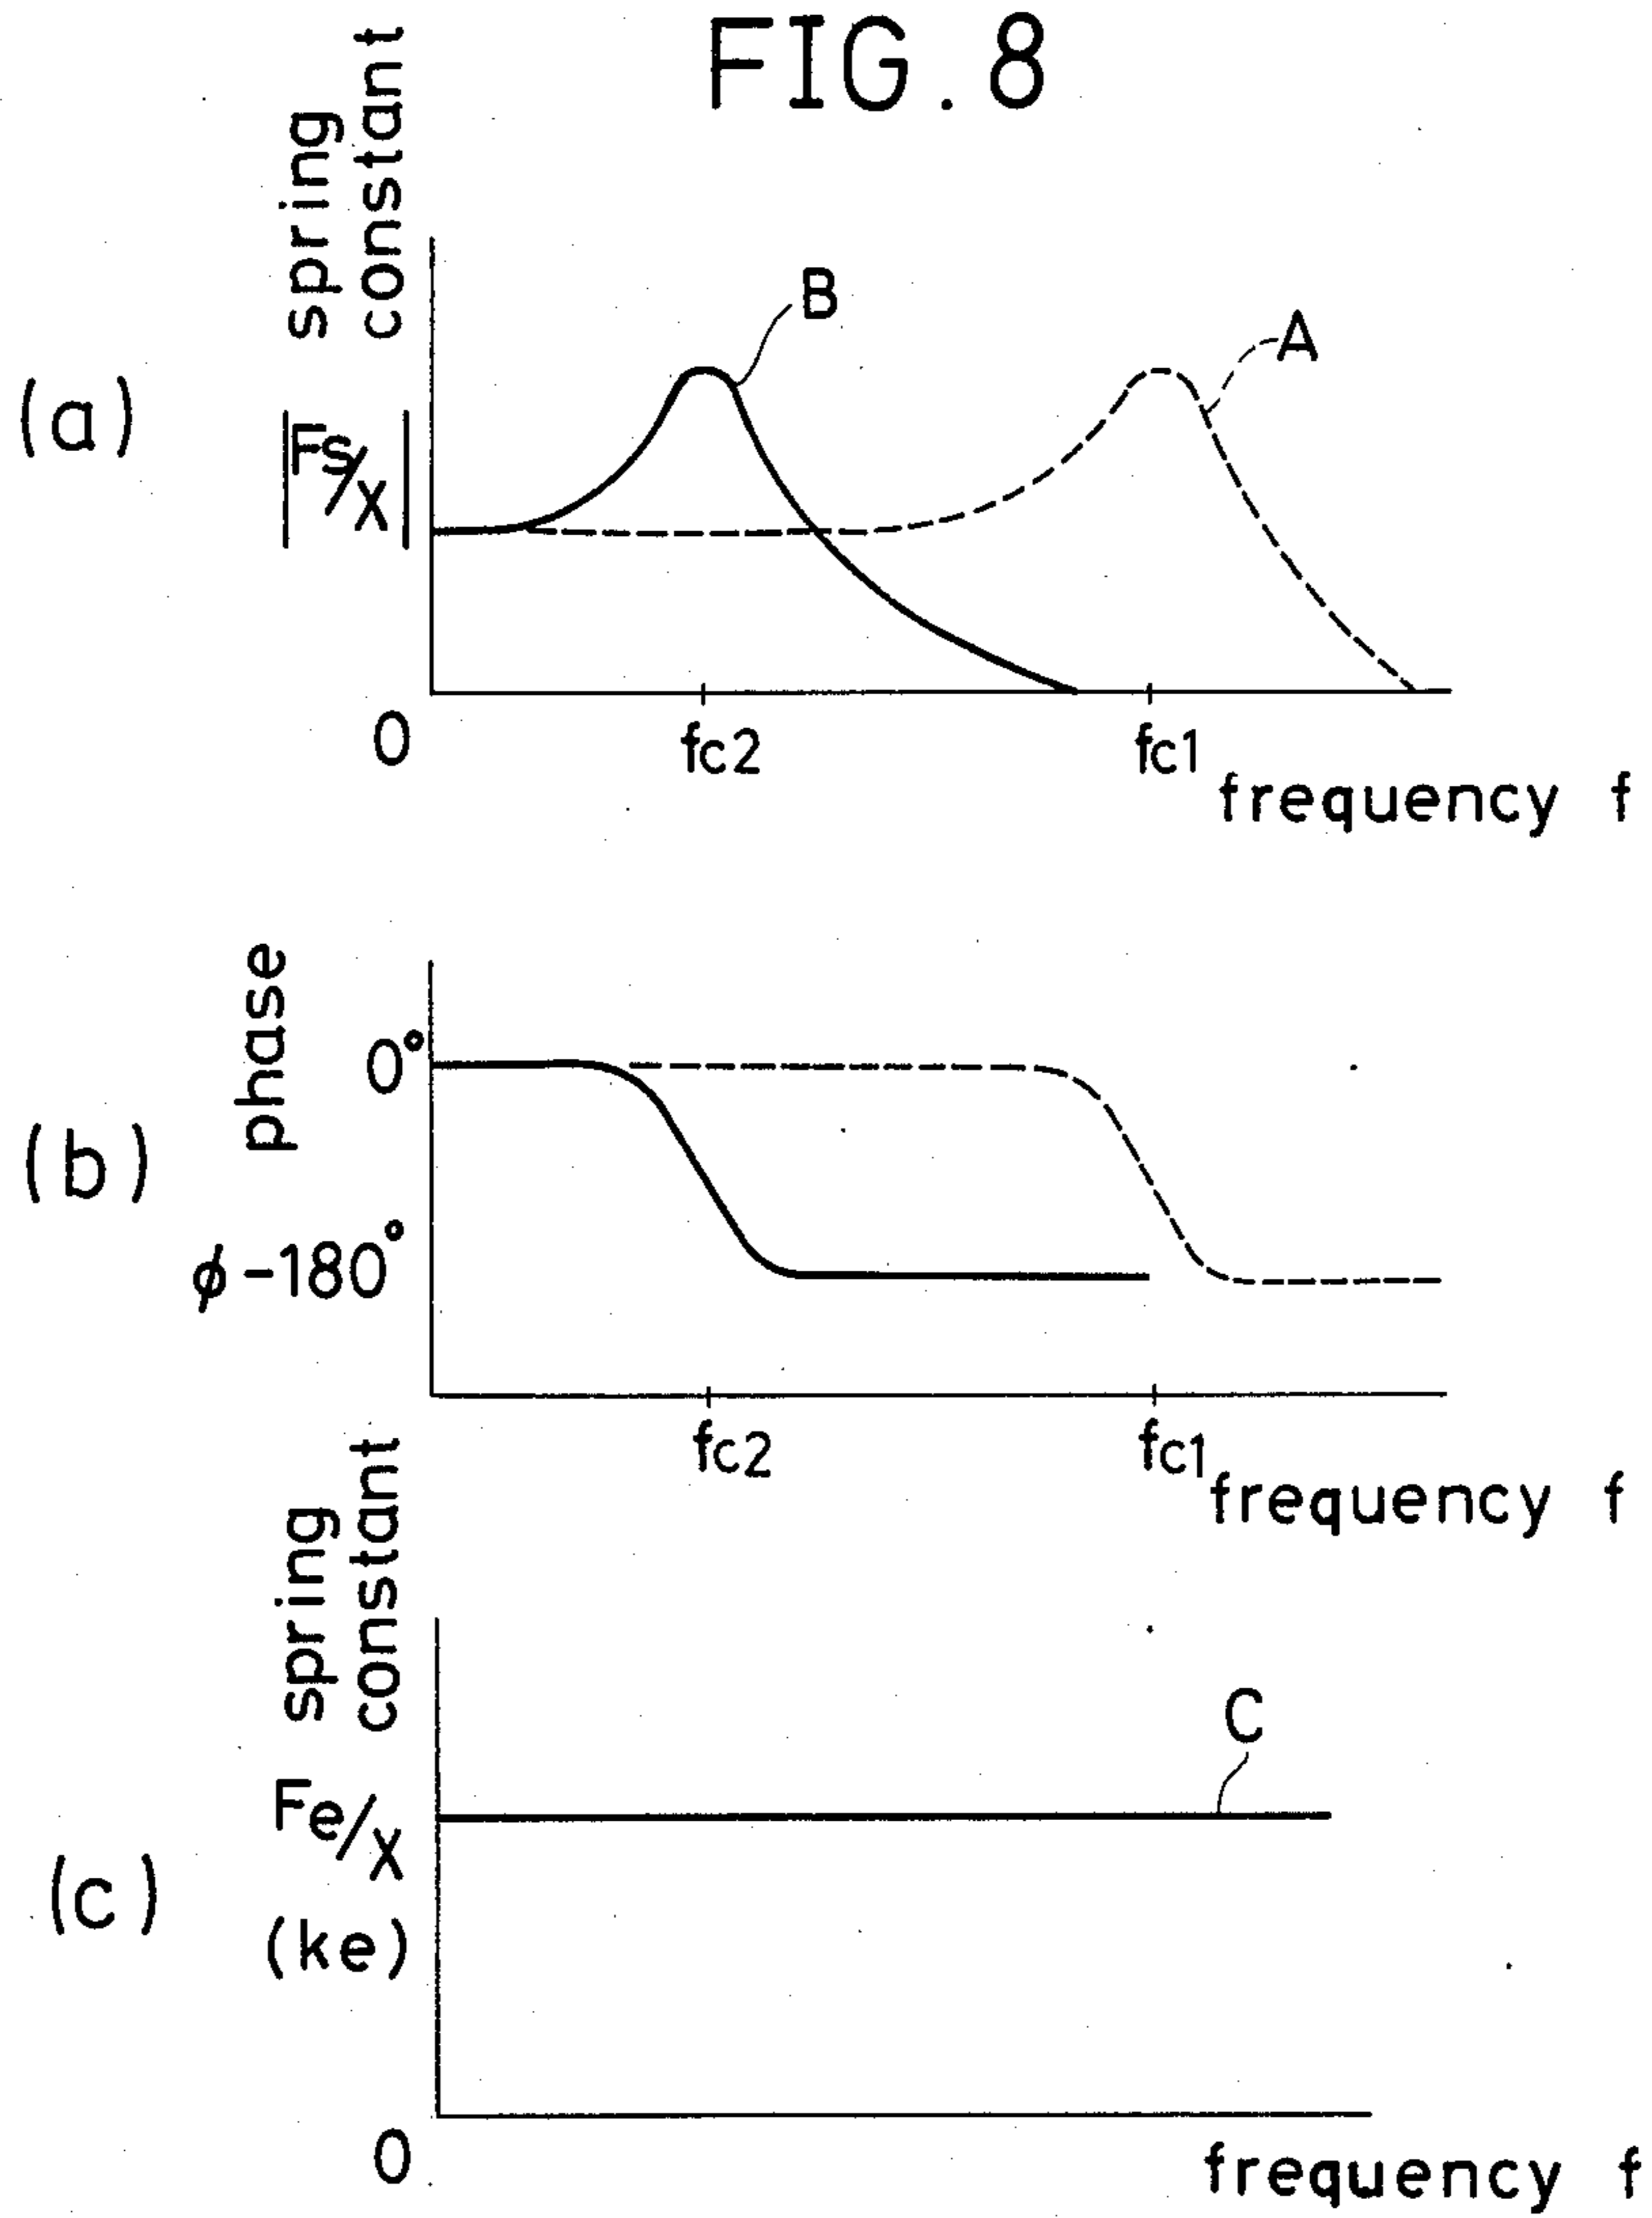 FIG. 8
(a)
spring
constant
|Fs/X|
B
A
0
fc2
fc1
frequency f
(b)
phase
0°
ϕ -180°
fc2
fc1
frequency f
(c)
spring
constant
Fe/X
(ke)
C
0
frequency f